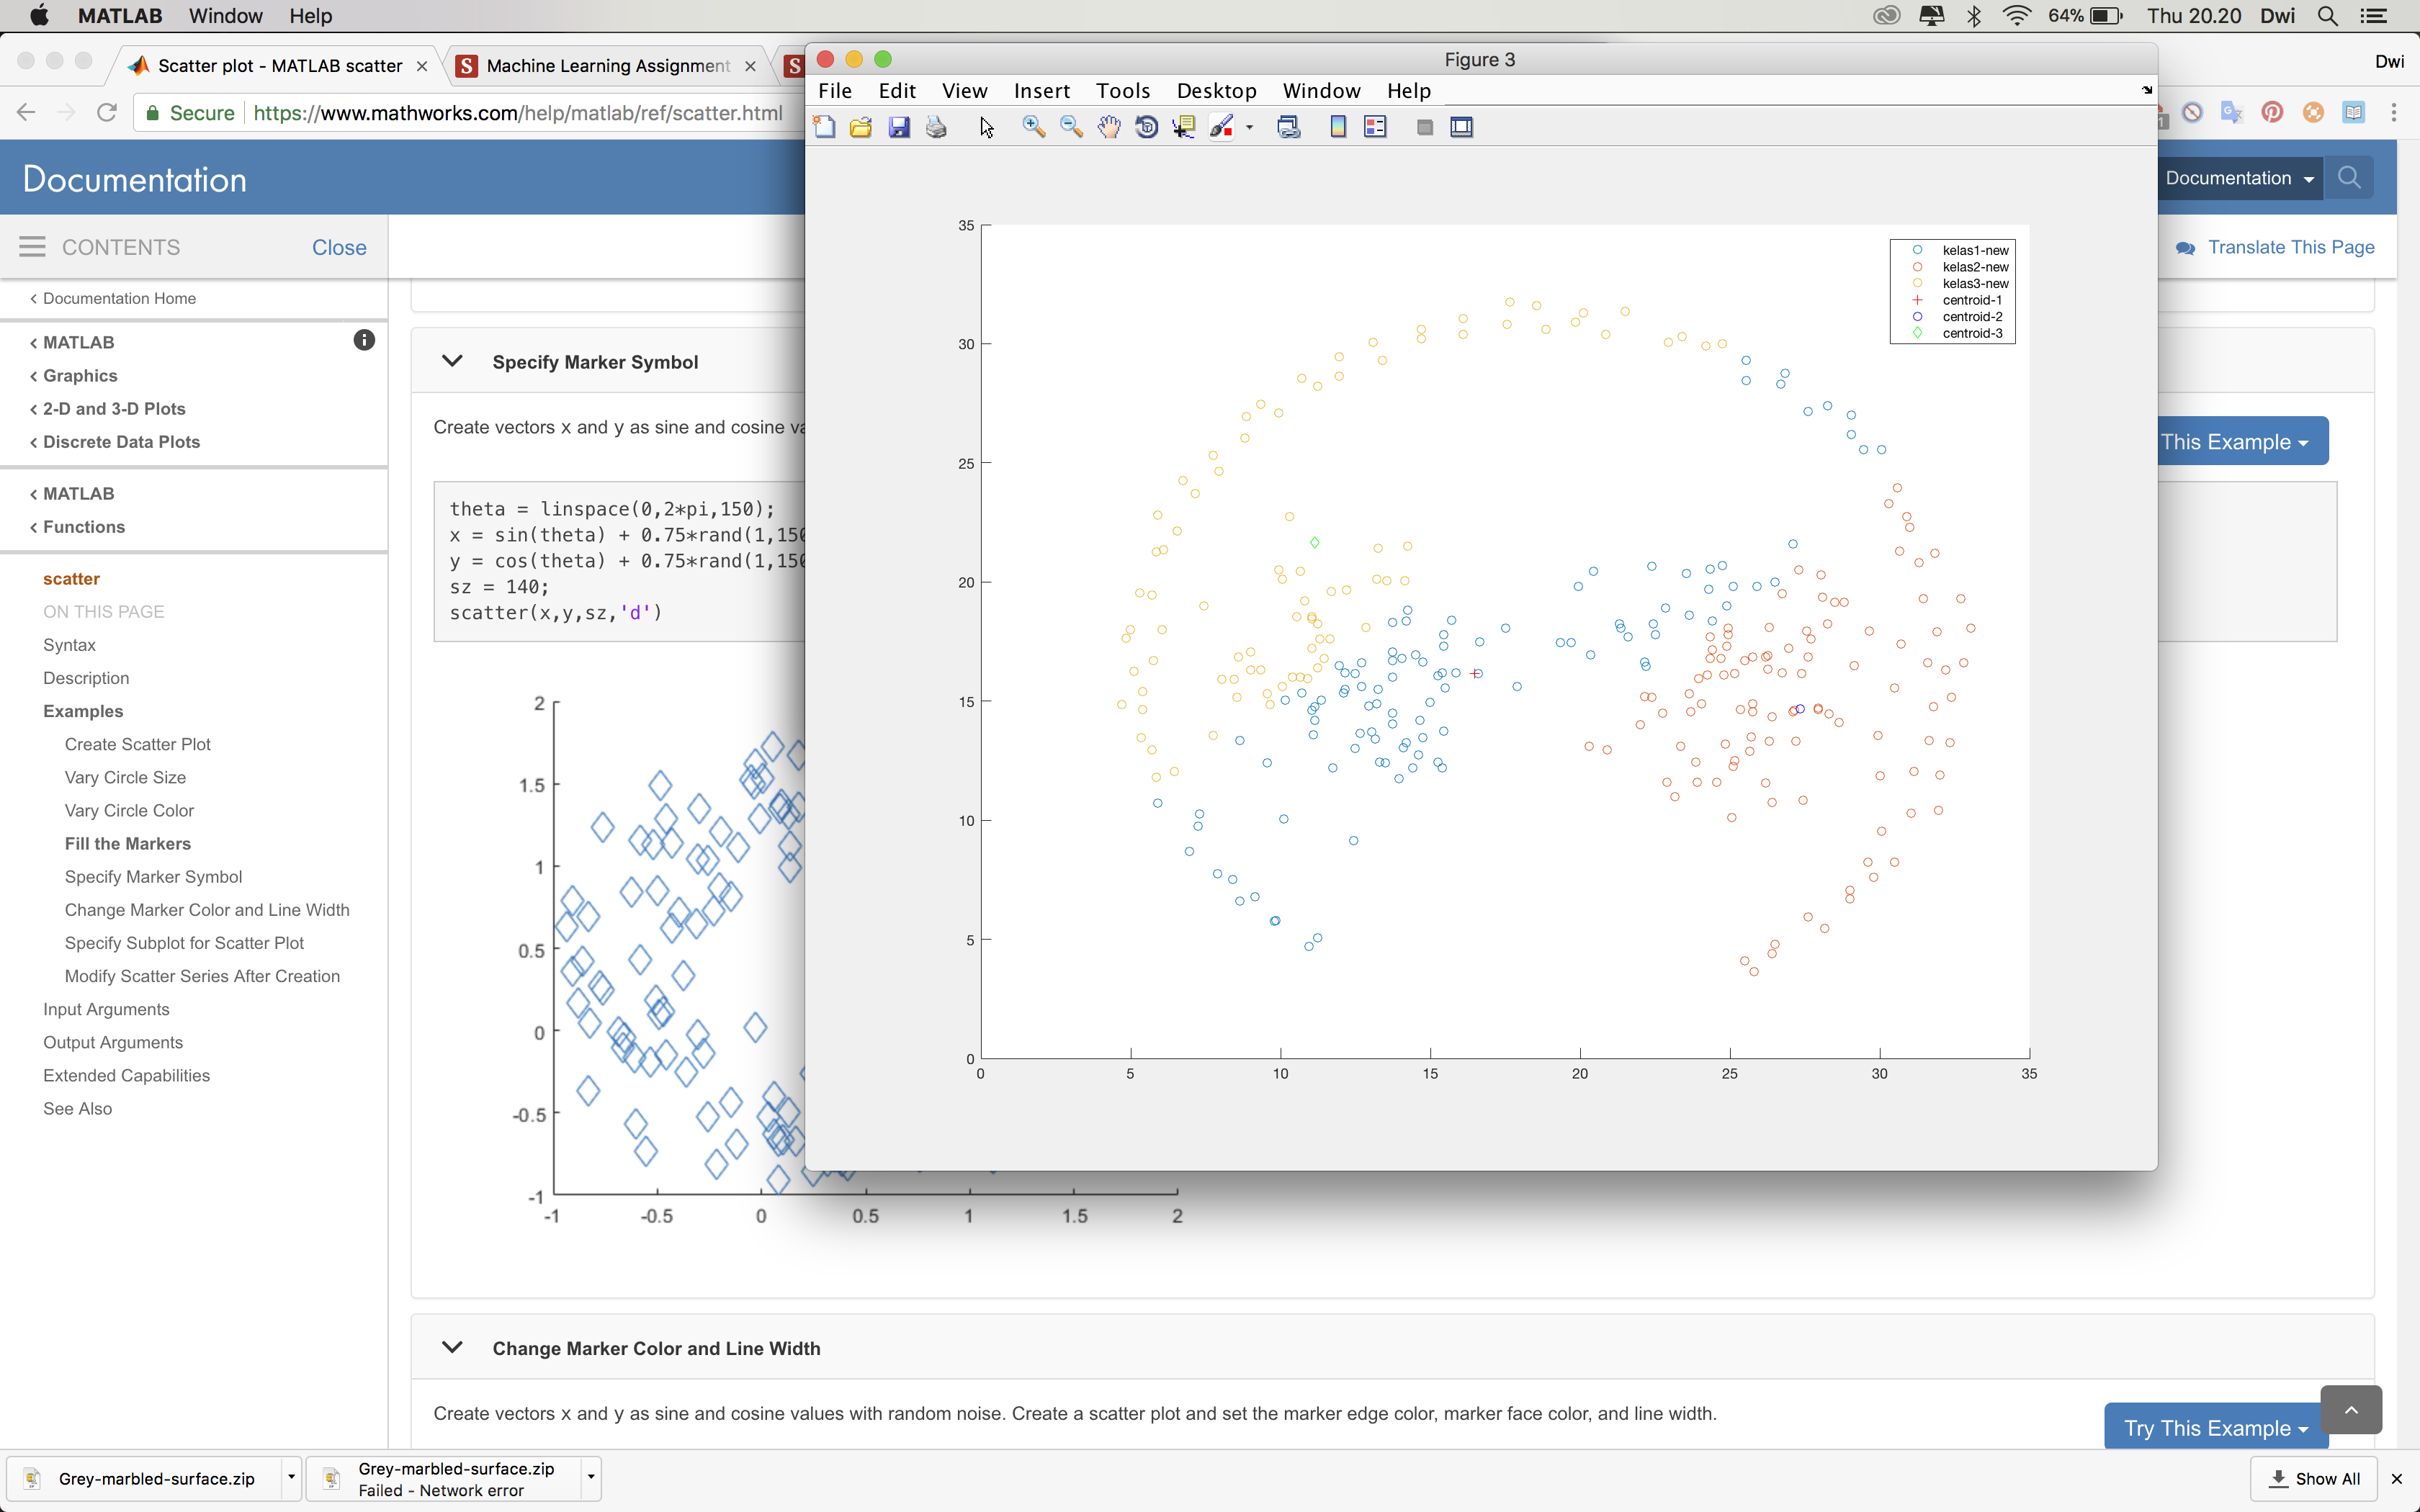 MATLAB Window Help
64% Thu 20.20 Dwi
Scatter plot - MATLAB scatter
Machine Learning Assignment
Dwi
Secure https://www.mathworks.com/help/matlab/ref/scatter.html
Figure 3
File Edit View Insert Tools Desktop Window Help
Documentation
Documentation
CONTENTS Close
Translate This Page
Documentation Home
MATLAB
Graphics
2-D and 3-D Plots
Discrete Data Plots
MATLAB
Functions
scatter
ON THIS PAGE
Syntax
Description
Examples
Create Scatter Plot
Vary Circle Size
Vary Circle Color
Fill the Markers
Specify Marker Symbol
Change Marker Color and Line Width
Specify Subplot for Scatter Plot
Modify Scatter Series After Creation
Input Arguments
Output Arguments
Extended Capabilities
See Also
Specify Marker Symbol
Create vectors x and y as sine and cosine va
This Example
theta = linspace(0,2*pi,150);
x = sin(theta) + 0.75*rand(1,150
y = cos(theta) + 0.75*rand(1,150
sz = 140;
scatter(x,y,sz,'d')
2
1.5
1
0.5
0
-0.5
-1
-1 -0.5 0 0.5 1 1.5 2
35
30
25
20
15
10
5
0
0 5 10 15 20 25 30 35
kelas1-new
kelas2-new
kelas3-new
centroid-1
centroid-2
centroid-3
Change Marker Color and Line Width
Create vectors x and y as sine and cosine values with random noise. Create a scatter plot and set the marker edge color, marker face color, and line width.
Try This Example
Grey-marbled-surface.zip
Grey-marbled-surface.zip
Failed - Network error
Show All